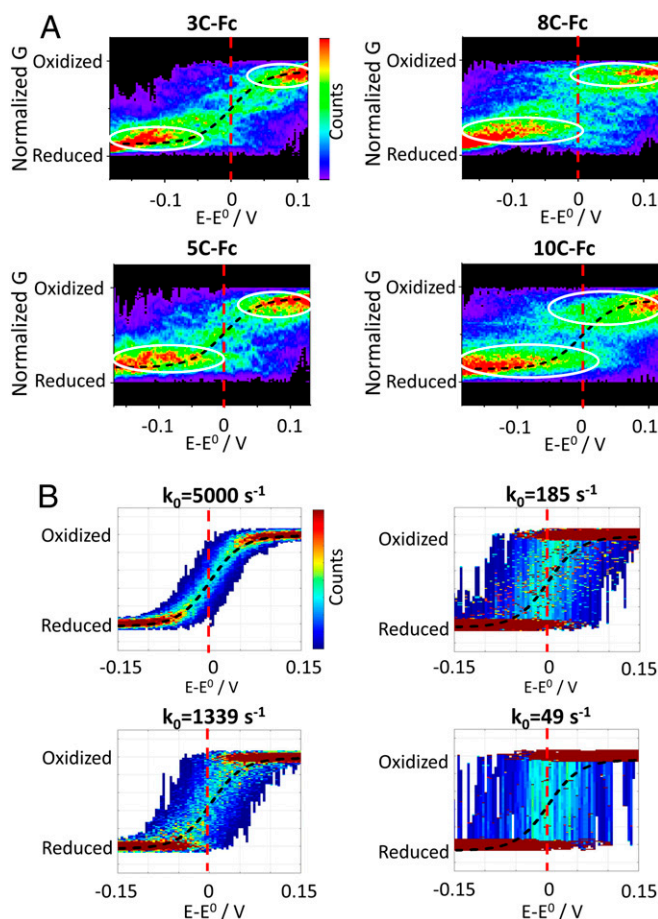 A
3C-Fc
8C-Fc
Normalized G
Oxidized
Reduced
-0.1
0
0.1
E-E⁰ / V
Counts
Normalized G
Oxidized
Reduced
-0.1
0
0.1
E-E⁰ / V
5C-Fc
10C-Fc
Normalized G
Oxidized
Reduced
-0.1
0
0.1
E-E⁰ / V
Normalized G
Oxidized
Reduced
-0.1
0
0.1
E-E⁰ / V
B
k₀=5000 s⁻¹
k₀=185 s⁻¹
Oxidized
Reduced
-0.15
0
0.15
E-E⁰ / V
Counts
Oxidized
Reduced
-0.15
0
0.15
E-E⁰ / V
k₀=1339 s⁻¹
k₀=49 s⁻¹
Oxidized
Reduced
-0.15
0
0.15
E-E⁰ / V
Oxidized
Reduced
-0.15
0
0.15
E-E⁰ / V